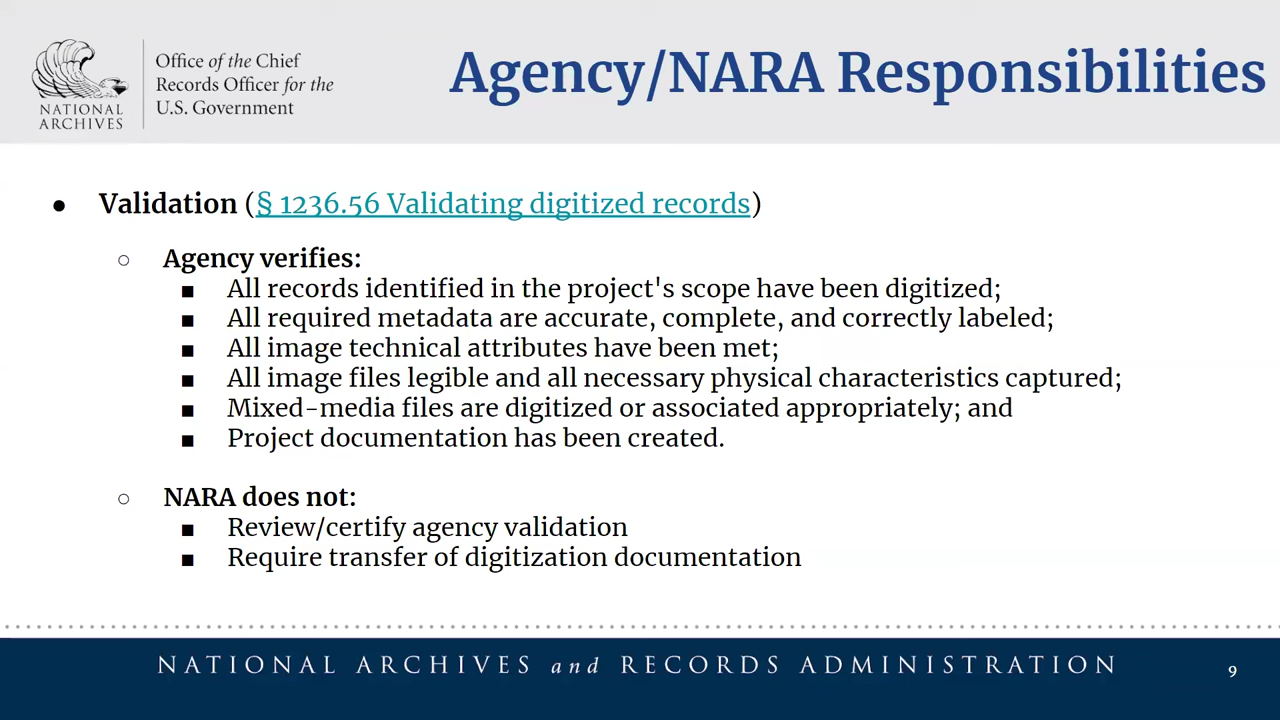 Office of the Chief
Records Officer for the
U.S. Government
NATIONAL
ARCHIVES
Agency/NARA Responsibilities
● Validation (§ 1236.56 Validating digitized records)
○ Agency verifies:
■ All records identified in the project's scope have been digitized;
■ All required metadata are accurate, complete, and correctly labeled;
■ All image technical attributes have been met;
■ All image files legible and all necessary physical characteristics captured;
■ Mixed-media files are digitized or associated appropriately; and
■ Project documentation has been created.
○ NARA does not:
■ Review/certify agency validation
■ Require transfer of digitization documentation
NATIONAL ARCHIVES and RECORDS ADMINISTRATION
9